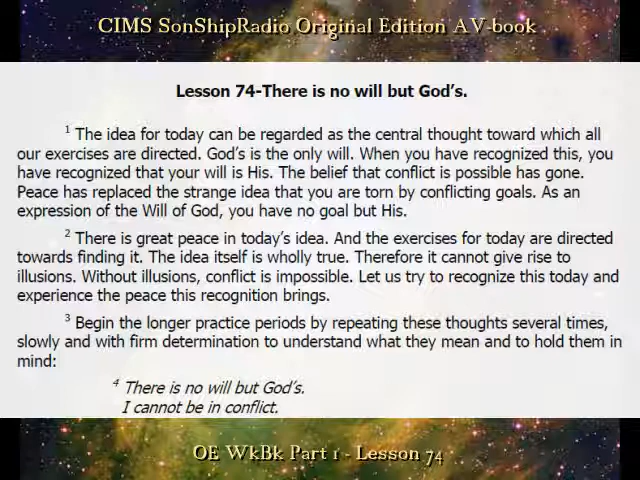 CIMS SonShipRadio Original Edition AV-book
Lesson 74-There is no will but God's.
1 The idea for today can be regarded as the central thought toward which all
our exercises are directed. God's is the only will. When you have recognized this, you
have recognized that your will is His. The belief that conflict is possible has gone.
Peace has replaced the strange idea that you are torn by conflicting goals. As an
expression of the Will of God, you have no goal but His.
2 There is great peace in today's idea. And the exercises for today are directed
towards finding it. The idea itself is wholly true. Therefore it cannot give rise to
illusions. Without illusions, conflict is impossible. Let us try to recognize this today and
experience the peace this recognition brings.
3 Begin the longer practice periods by repeating these thoughts several times,
slowly and with firm determination to understand what they mean and to hold them in
mind:
4 There is no will but God's.
I cannot be in conflict.
OE WkBk Part 1 - Lesson 74